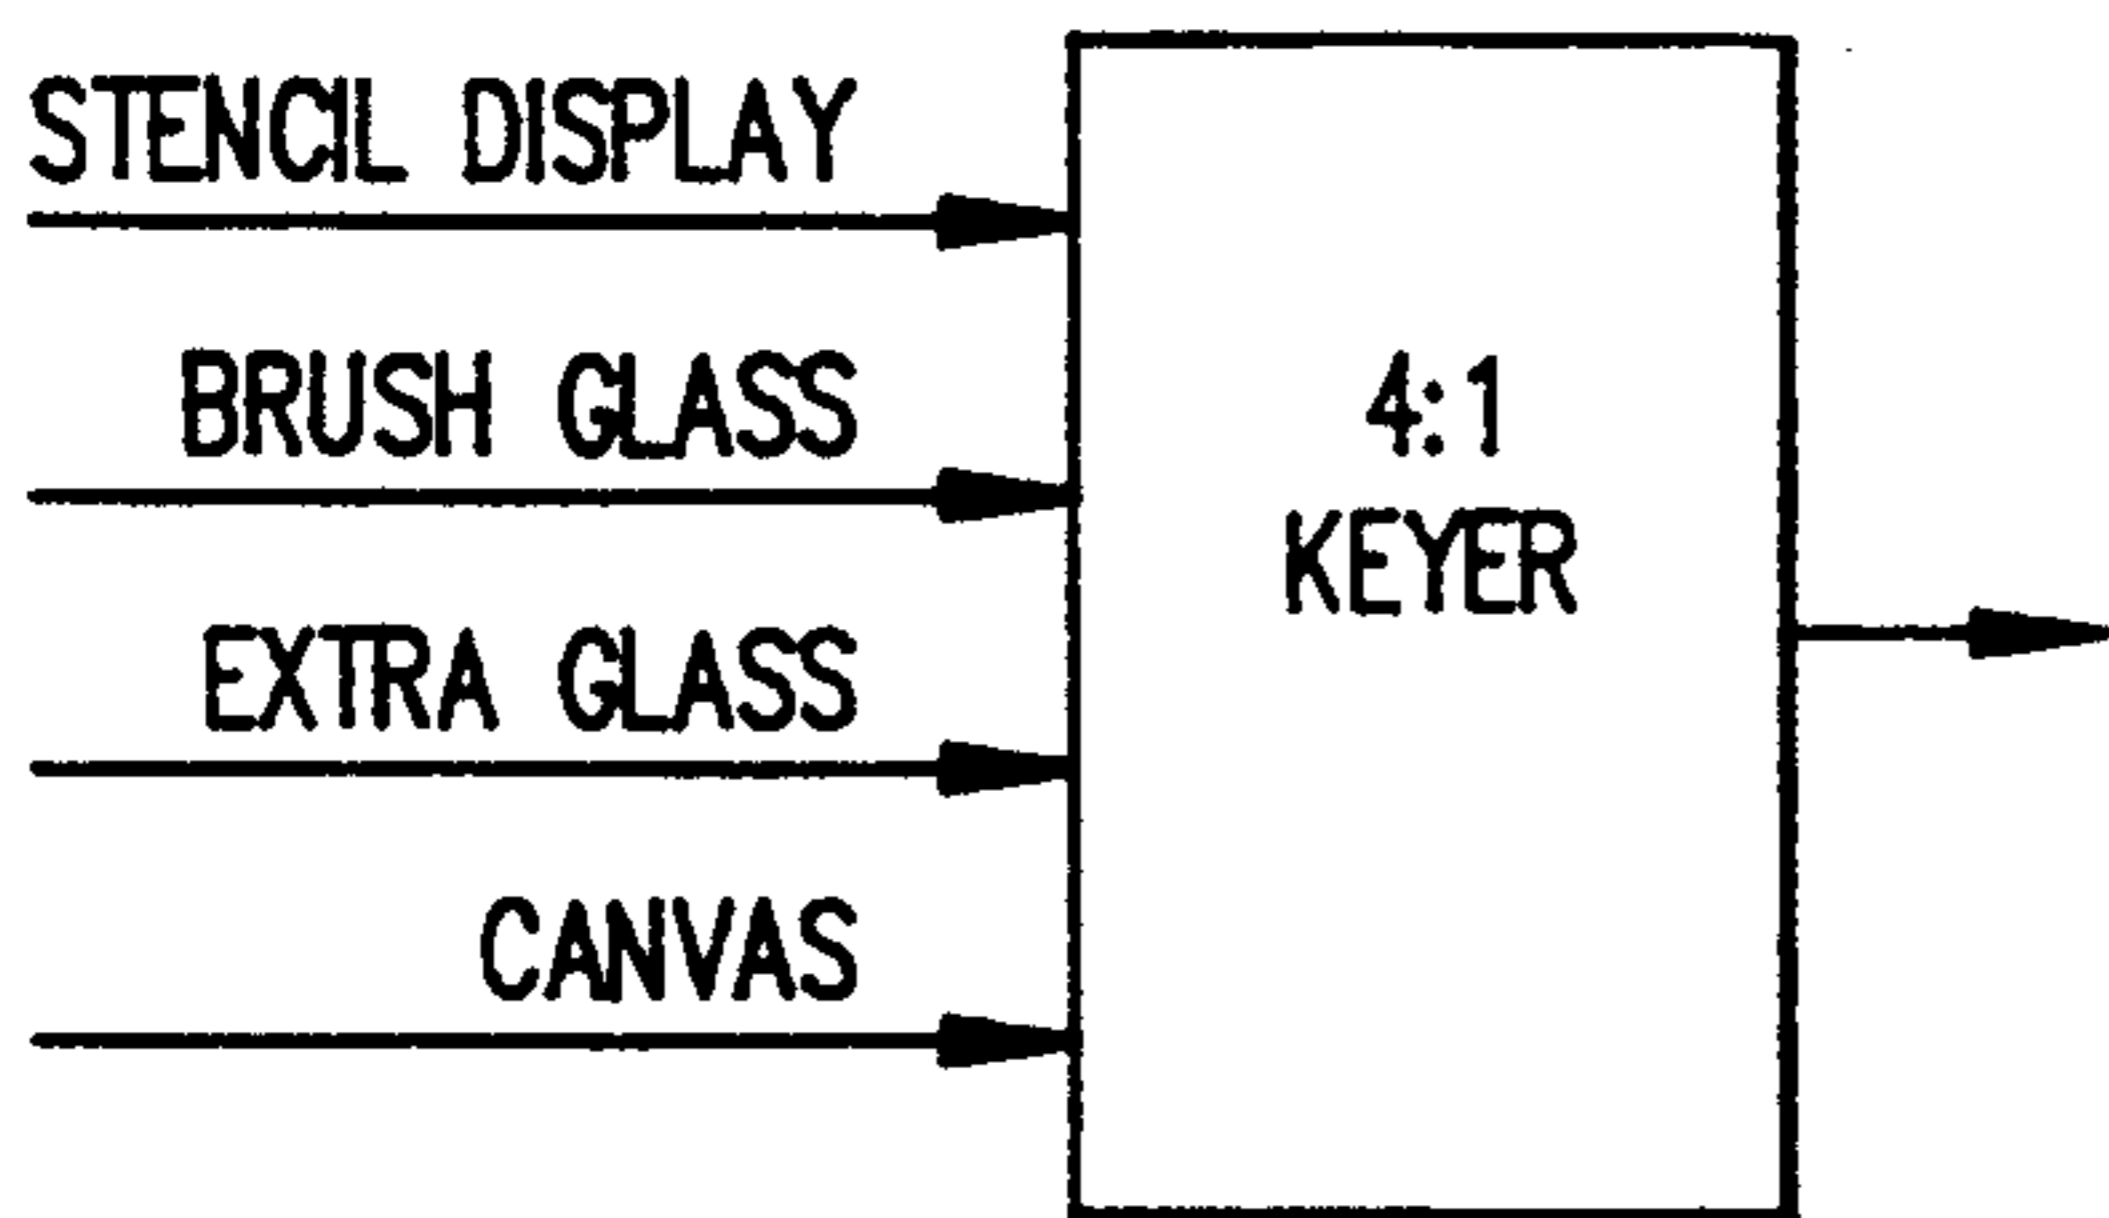 STENCIL DISPLAY
BRUSH GLASS
EXTRA GLASS
CANVAS
4:1
KEYER